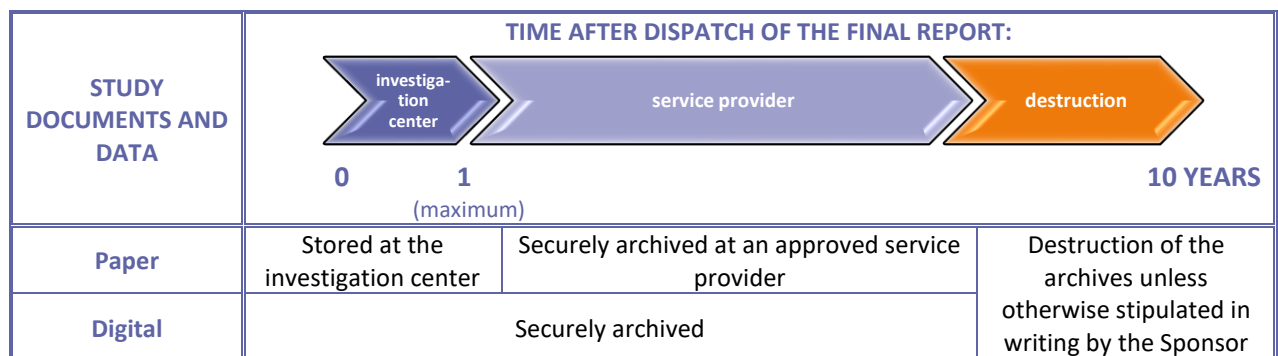 TIME AFTER DISPATCH OF THE FINAL REPORT:
STUDY
DOCUMENTS AND
DATA
investiga-
tion
center
service provider
destruction
0
1
(maximum)
10 YEARS
Paper
Stored at the
investigation center
Securely archived at an approved service
provider
Destruction of the
archives unless
otherwise stipulated in
writing by the Sponsor
Digital
Securely archived